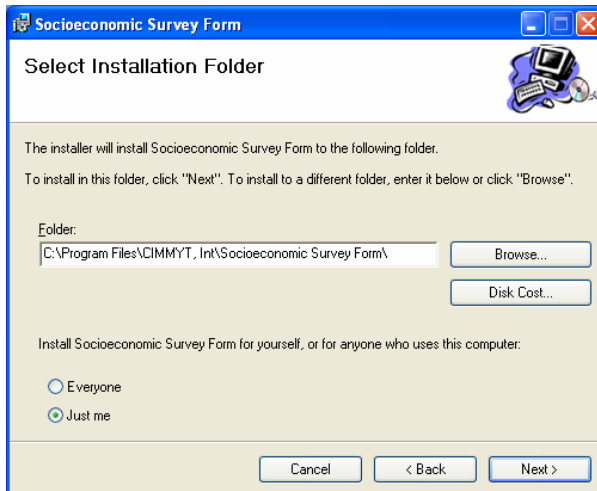 Socioeconomic Survey Form
Select Installation Folder
The installer will install Socioeconomic Survey Form to the following folder.
To install in this folder, click "Next". To install to a different folder, enter it below or click "Browse".
Folder:
C:\Program Files\CIMMYT, Int\Socioeconomic Survey Form\
Browse...
Disk Cost...
Install Socioeconomic Survey Form for yourself, or for anyone who uses this computer:
Everyone
Just me
Cancel
< Back
Next >